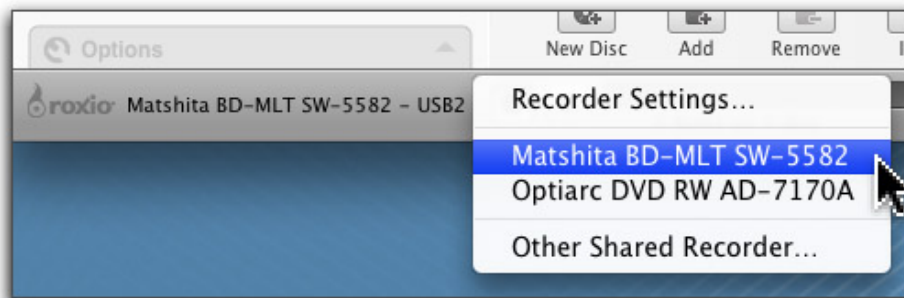 Options
New Disc
Add
Remove
roxio Matshita BD-MLT SW-5582 - USB2
Recorder Settings...
Matshita BD-MLT SW-5582
Optiarc DVD RW AD-7170A
Other Shared Recorder...